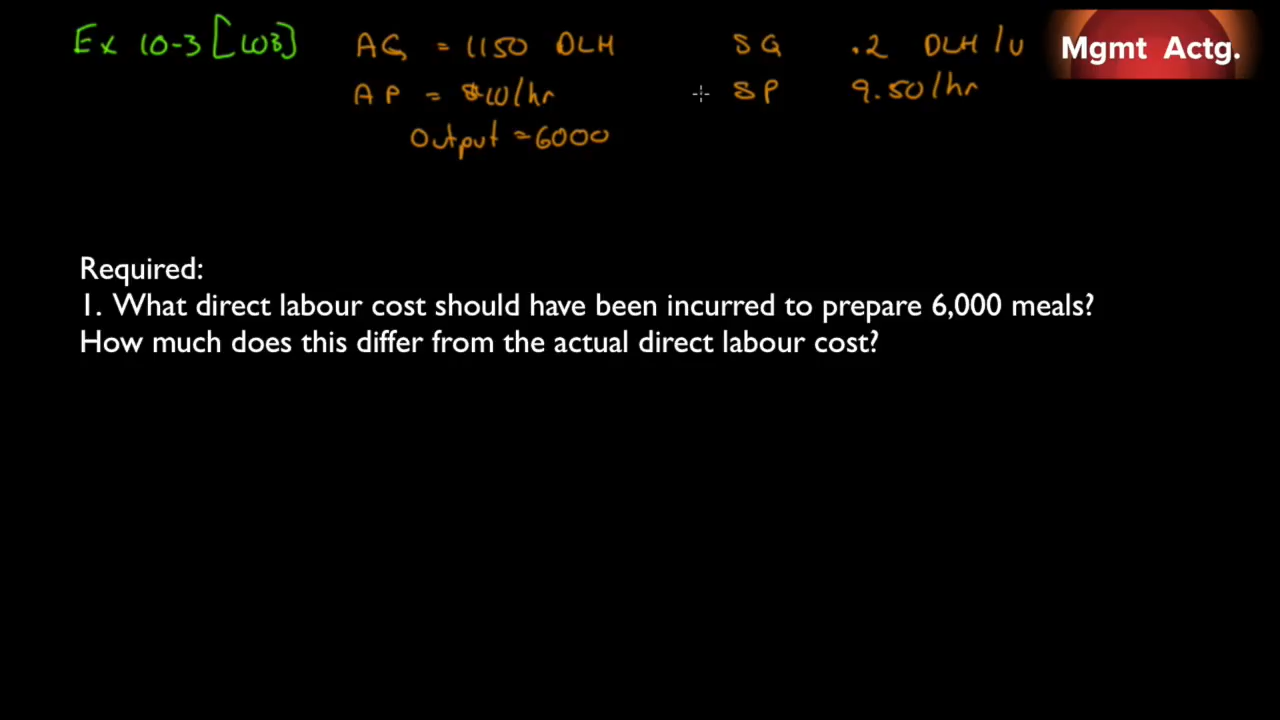 Ex 10-3 [LO3] AQ = 1150 DLH SQ .2 DLH / U Mgmt Actg.
AP = $10/hr SP 9.50/hr
Output = 6000
Required:
1. What direct labour cost should have been incurred to prepare 6,000 meals?
How much does this differ from the actual direct labour cost?